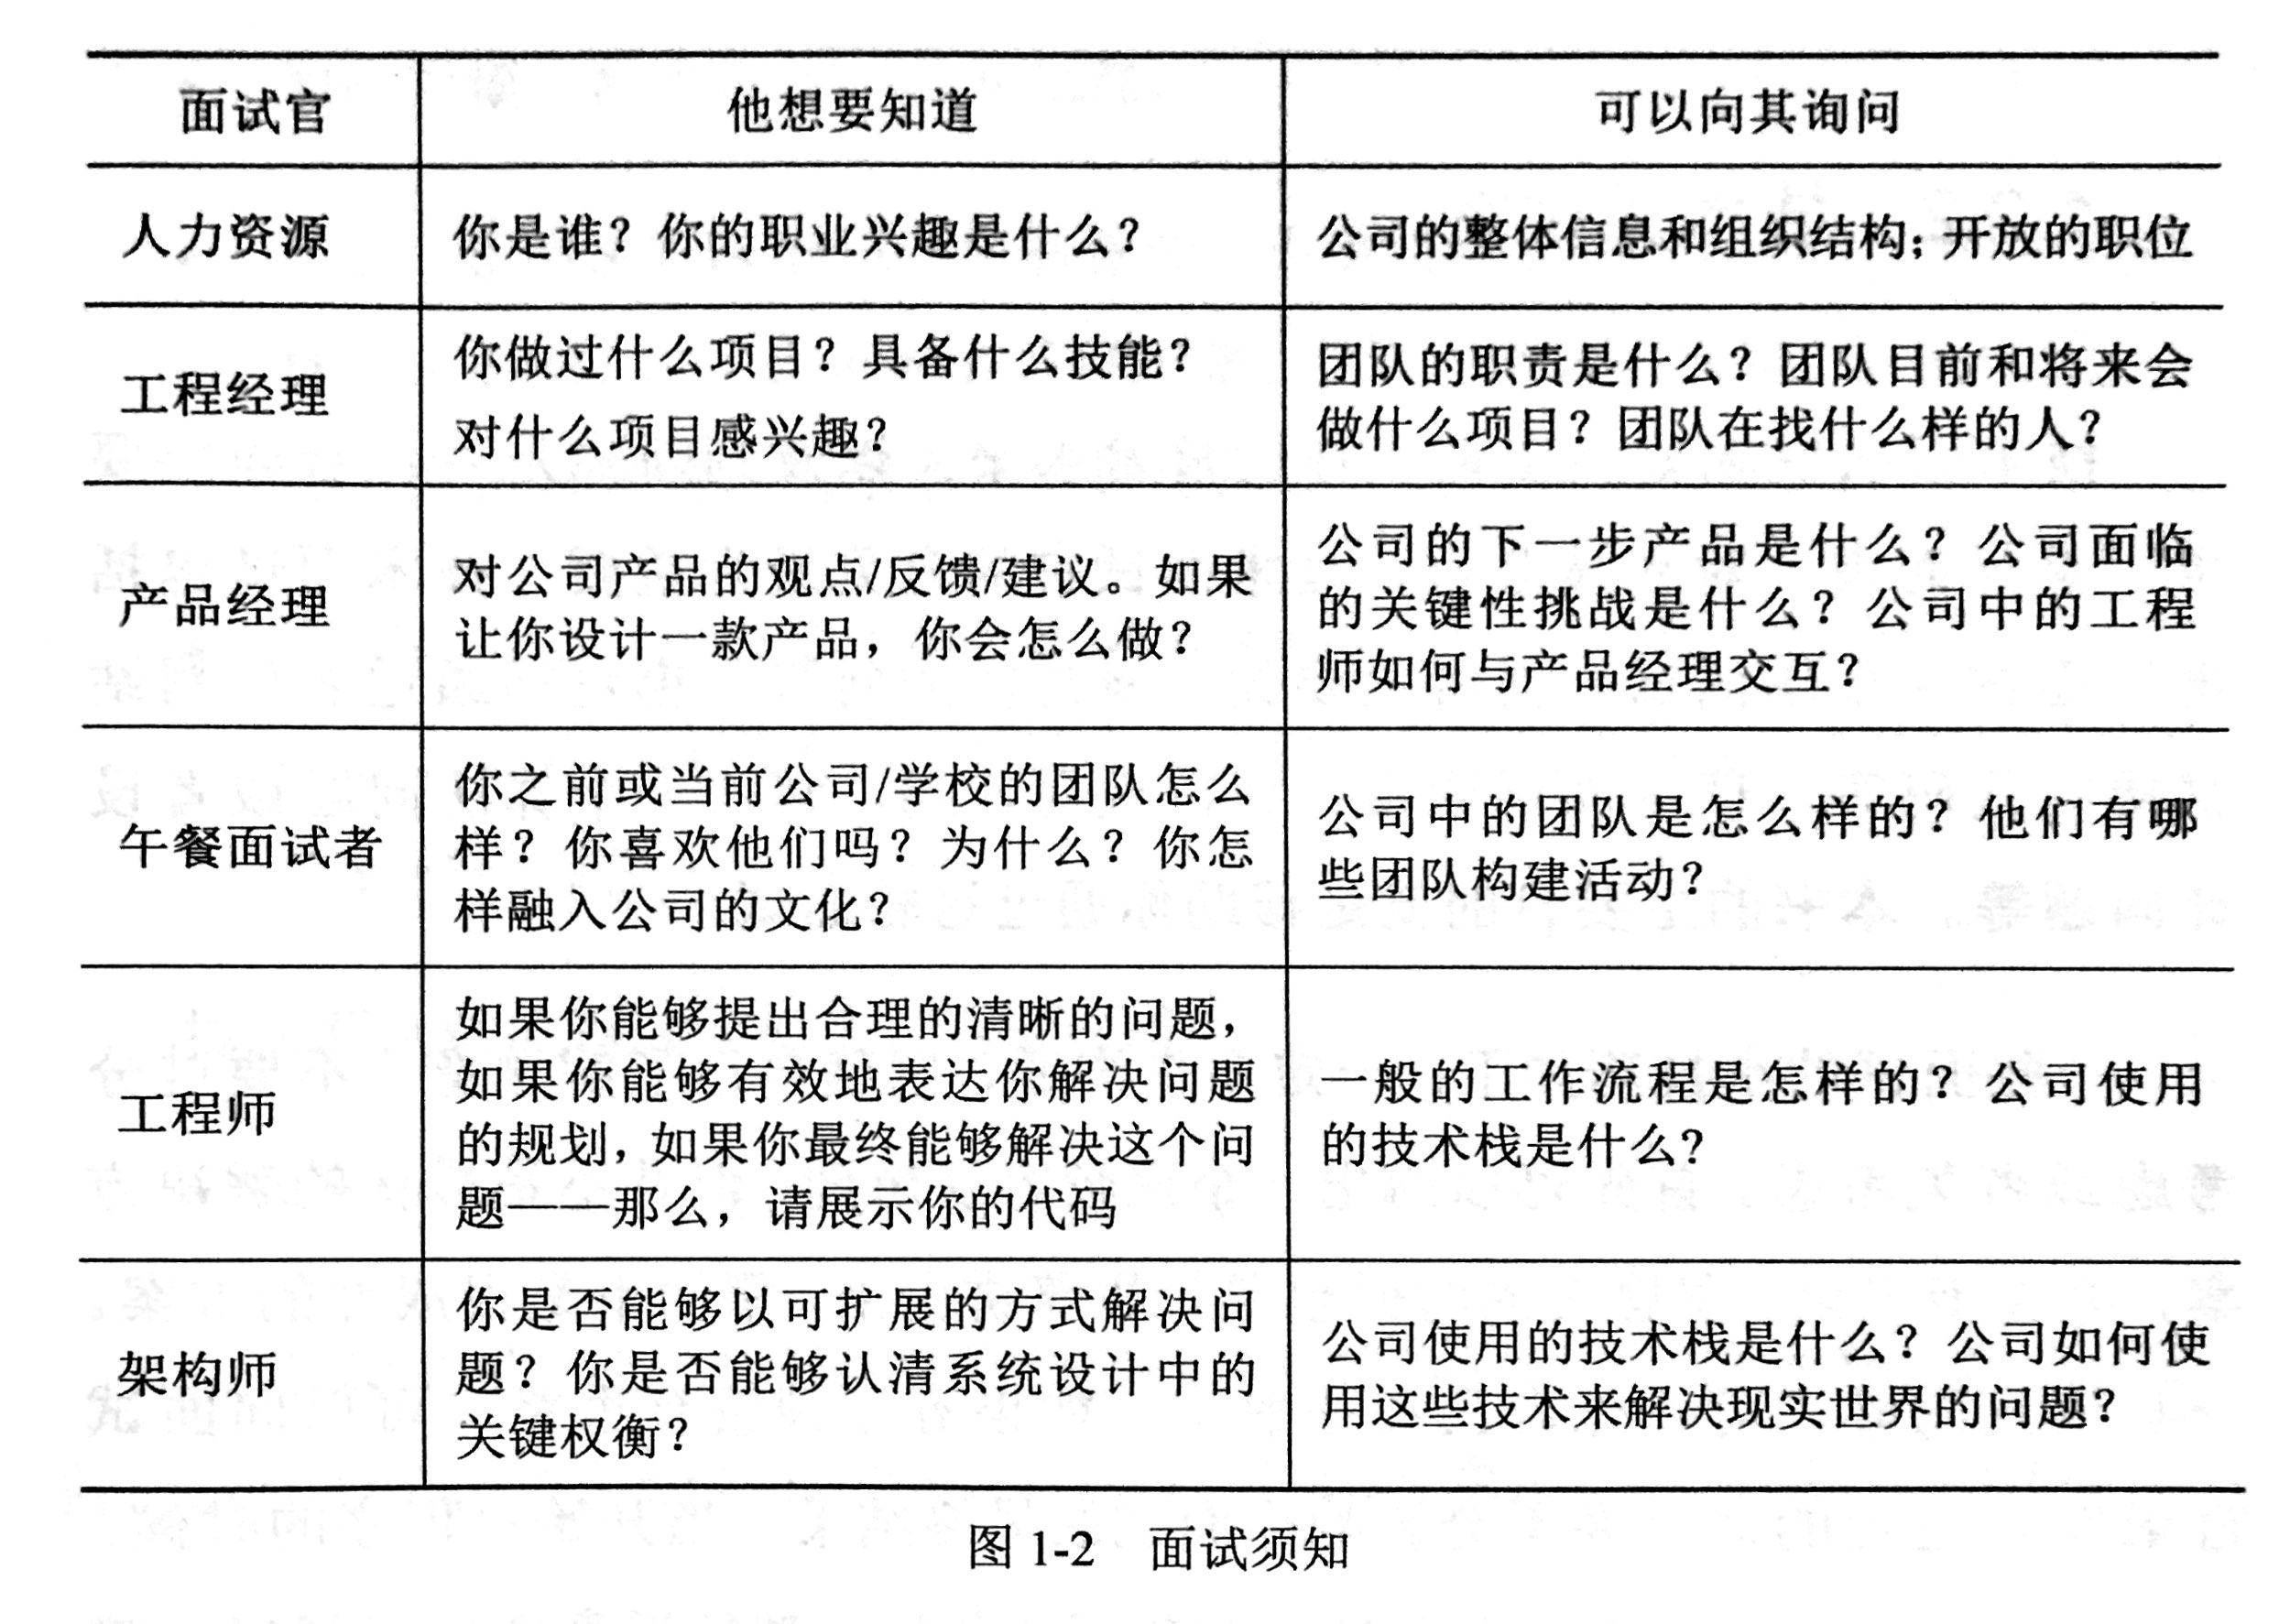 面试官
他想要知道
可以向其询问
人力资源
你是谁？你的职业兴趣是什么？
公司的整体信息和组织结构；开放的职位
工程经理
你做过什么项目？具备什么技能？
对什么项目感兴趣？
团队的职责是什么？团队目前和将来会
做什么项目？团队在找什么样的人？
产品经理
对公司产品的观点/反馈/建议。如果
让你设计一款产品，你会怎么做？
公司的下一步产品是什么？公司面临
的关键性挑战是什么？公司中的工程
师如何与产品经理交互？
午餐面试者
你之前或当前公司/学校的团队怎么
样？你喜欢他们吗？为什么？你怎
样融入公司的文化？
公司中的团队是怎么样的？他们有哪
些团队构建活动？
工程师
如果你能够提出合理的清晰的问题，
如果你能够有效地表达你解决问题
的规划，如果你最终能够解决这个问
题——那么，请展示你的代码
一般的工作流程是怎样的？公司使用
的技术栈是什么？
架构师
你是否能够以可扩展的方式解决问
题？你是否能够认清系统设计中的
关键权衡？
公司使用的技术栈是什么？公司如何使
用这些技术来解决现实世界的问题？
图 1-2 面试须知